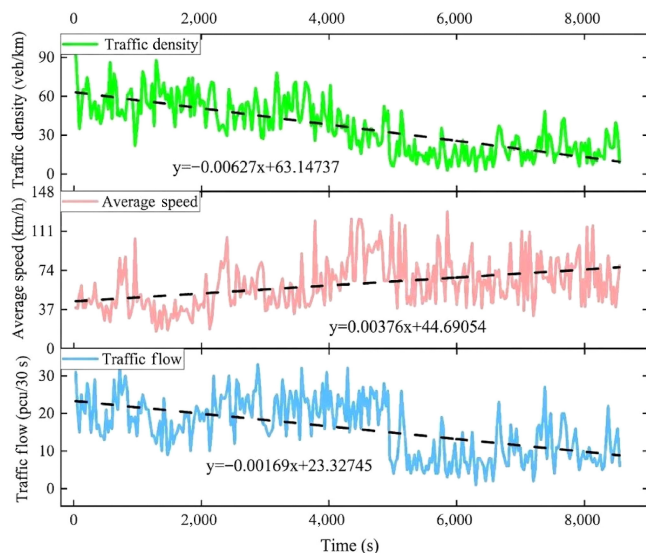 0 2,000 4,000 6,000 8,000
Traffic density
Traffic density (veh/km)
90
60
30
0
y=−0.00627x+63.14737
Average speed
Average speed (km/h)
148
111
74
37
0
y=0.00376x+44.69054
Traffic flow
Traffic flow (pcu/30 s)
30
20
10
0
y=−0.00169x+23.32745
0 2,000 4,000 6,000 8,000
Time (s)